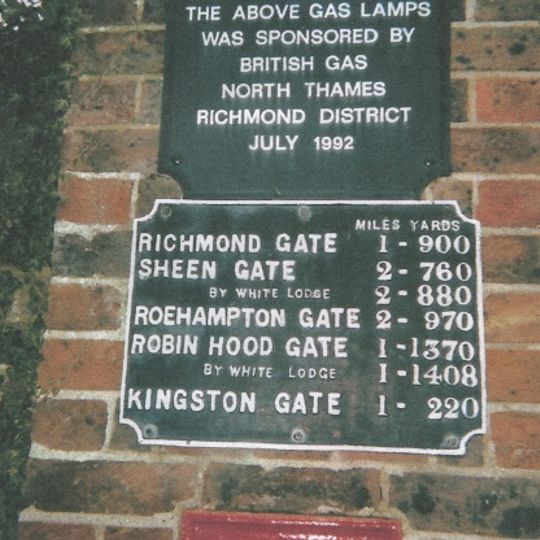 THE ABOVE GAS LAMPS
WAS SPONSORED BY
BRITISH GAS
NORTH THAMES
RICHMOND DISTRICT
JULY 1992
MILES YARDS
RICHMOND GATE 1 - 900
SHEEN GATE 2 - 760
BY WHITE LODGE 2 - 880
ROEHAMPTON GATE 2 - 970
ROBIN HOOD GATE 1 - 1370
BY WHITE LODGE 1 - 1408
KINGSTON GATE 1 - 220